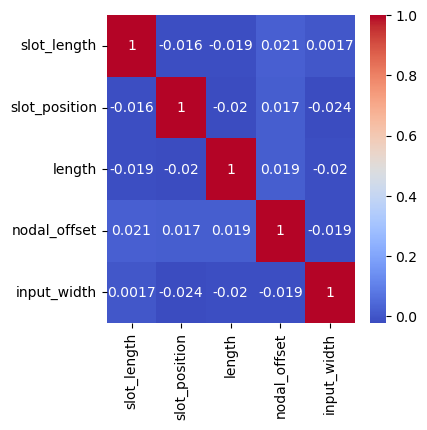 slot_length 1 -0.016 -0.019 0.021 0.0017
slot_position -0.016 1 -0.02 0.017 -0.024
length -0.019 -0.02 1 0.019 -0.02
nodal_offset 0.021 0.017 0.019 1 -0.019
input_width 0.0017 -0.024 -0.02 -0.019 1
slot_length
slot_position
length
nodal_offset
input_width
1.0
0.8
0.6
0.4
0.2
0.0